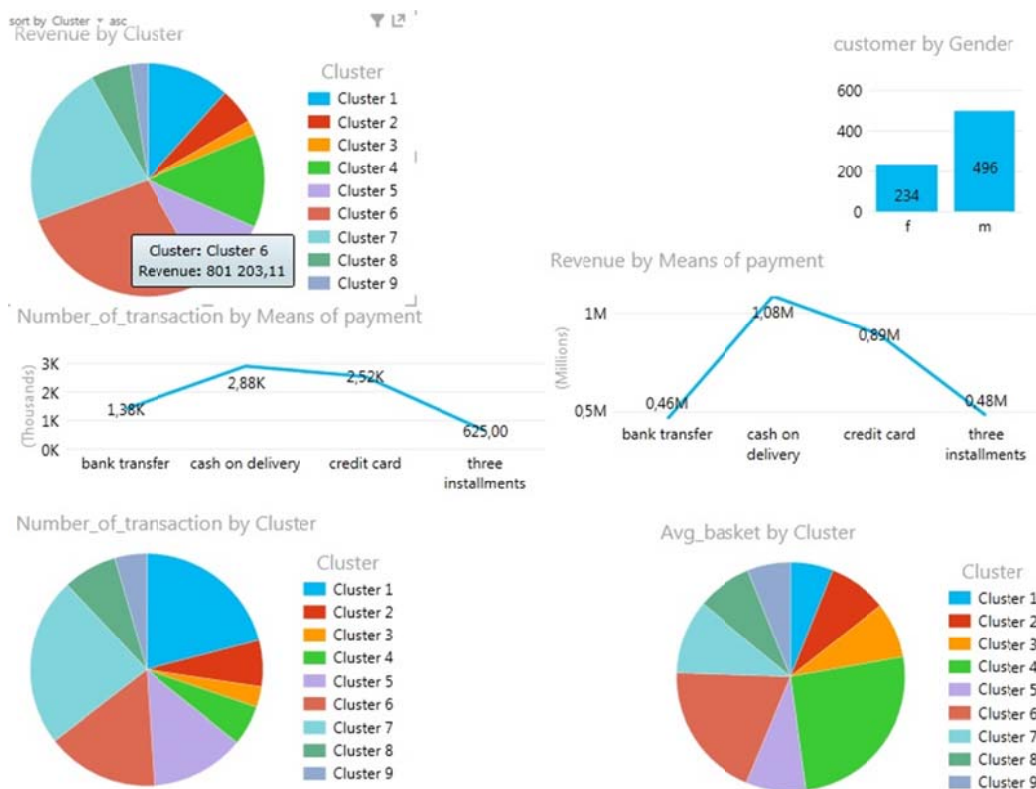 sort by Cluster asc
Revenue by Cluster
Cluster
Cluster 1
Cluster 2
Cluster 3
Cluster 4
Cluster 5
Cluster 6
Cluster 7
Cluster 8
Cluster 9
Cluster: Cluster 6
Revenue: 801 203,11
customer by Gender
600
400
200
0
234
496
f
m
Number_of_transaction by Means of payment
(Thousands)
3K
2K
1K
0K
1,38K
2,88K
2,52K
625,00
bank transfer
cash on delivery
credit card
three
installments
Revenue by Means of payment
(Millions)
1M
0,5M
0,46M
1,08M
0,89M
0,48M
bank transfer
cash on
delivery
credit card
three
installments
Number_of_transaction by Cluster
Cluster
Cluster 1
Cluster 2
Cluster 3
Cluster 4
Cluster 5
Cluster 6
Cluster 7
Cluster 8
Cluster 9
Avg_basket by Cluster
Cluster
Cluster 1
Cluster 2
Cluster 3
Cluster 4
Cluster 5
Cluster 6
Cluster 7
Cluster 8
Cluster 9